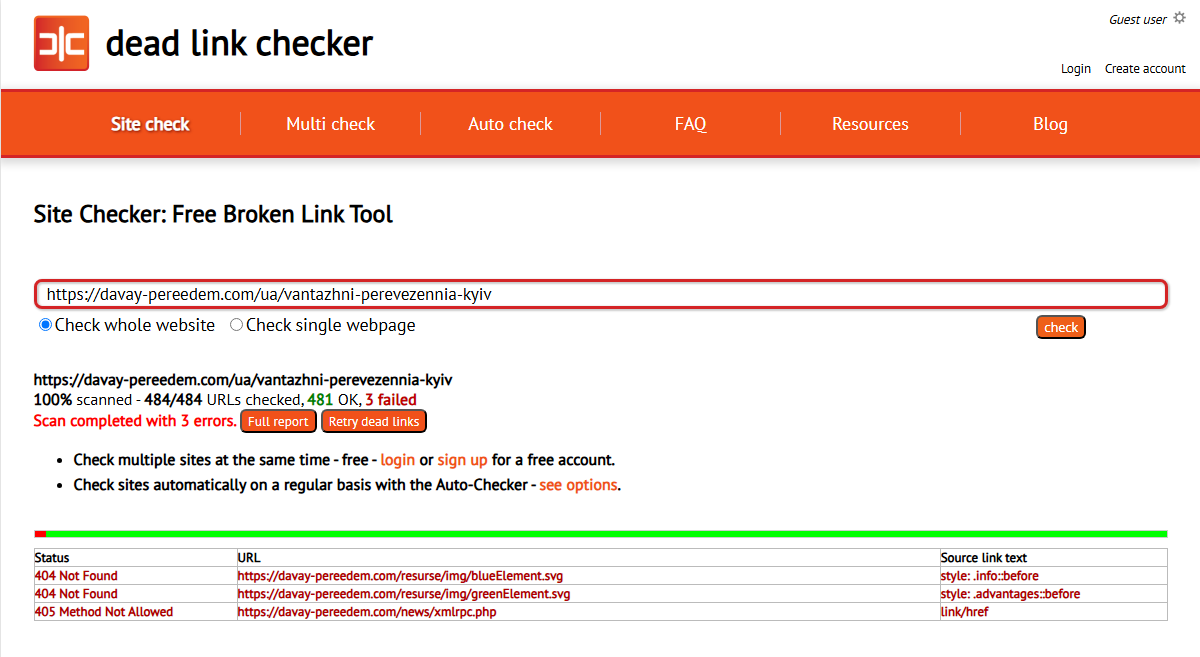 Guest user
dead link checker
Login Create account
Site check Multi check Auto check FAQ Resources Blog
Site Checker: Free Broken Link Tool
https://davay-pereedem.com/ua/vantazhni-perevezennia-kyiv
Check whole website Check single webpage check
https://davay-pereedem.com/ua/vantazhni-perevezennia-kyiv
100% scanned - 484/484 URLs checked, 481 OK, 3 failed
Scan completed with 3 errors. Full report Retry dead links
• Check multiple sites at the same time - free - login or sign up for a free account.
• Check sites automatically on a regular basis with the Auto-Checker - see options.
Status URL Source link text
404 Not Found https://davay-pereedem.com/resurse/img/blueElement.svg style: .info::before
404 Not Found https://davay-pereedem.com/resurse/img/greenElement.svg style: .advantages::before
405 Method Not Allowed https://davay-pereedem.com/news/xmlrpc.php link/href